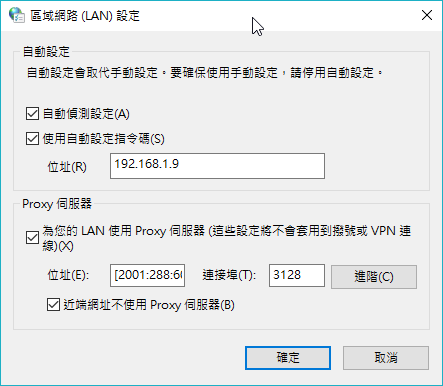 區域網路 (LAN) 設定
自動設定
自動設定會取代手動設定。要確保使用手動設定，請停用自動設定。
自動偵測設定(A)
使用自動設定指令碼(S)
位址(R) 192.168.1.9
Proxy 伺服器
為您的 LAN 使用 Proxy 伺服器 (這些設定將不會套用到撥號或 VPN 連
線)(X)
位址(E): [2001:288:6 連接埠(T): 3128 進階(C)
近端網址不使用 Proxy 伺服器(B)
確定 取消